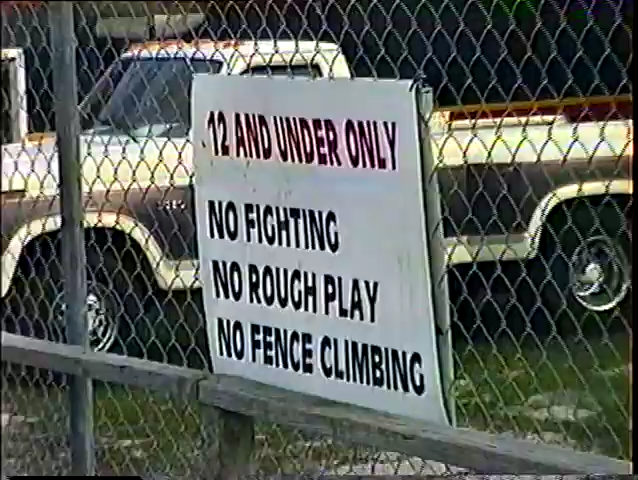 12 AND UNDER ONLY
NO FIGHTING
NO ROUGH PLAY
NO FENCE CLIMBING